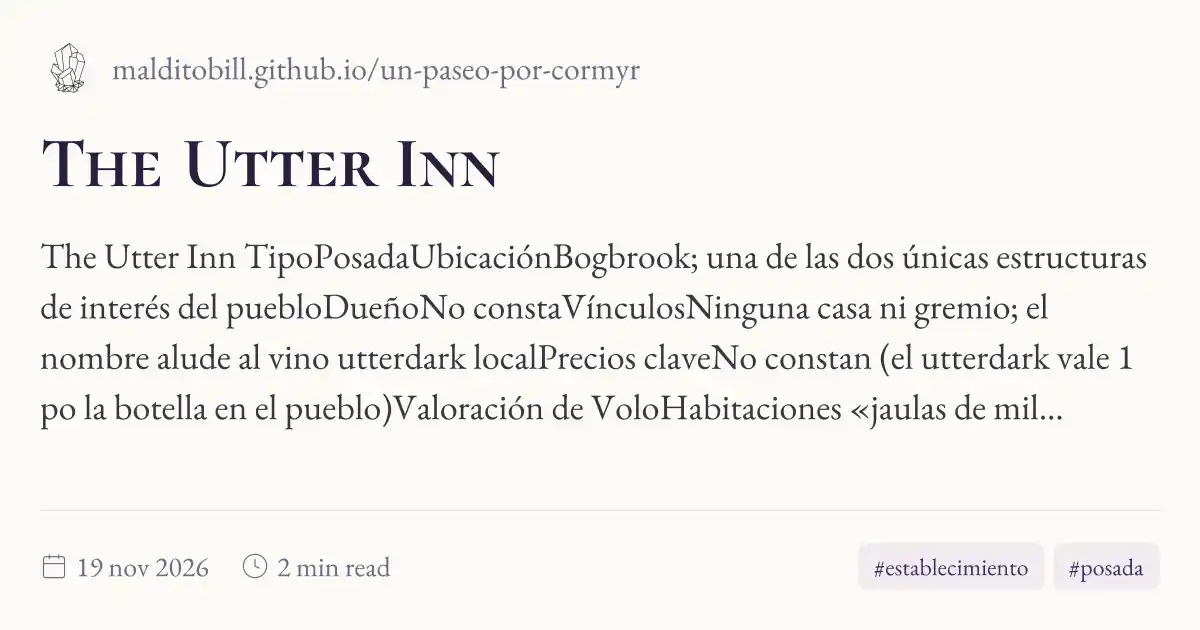 malditobill.github.io/un-paseo-por-cormyr
The Utter Inn
The Utter Inn TipoPosadaUbicaciónBogbrook; una de las dos únicas estructuras
de interés del puebloDueñoNo constaVínculosNinguna casa ni gremio; el
nombre alude al vino utterdark localPrecios claveNo constan (el utterdark vale 1
po la botella en el pueblo)Valoración de VoloHabitaciones «jaulas de mil...
19 nov 2026
2 min read
#establecimiento
#posada